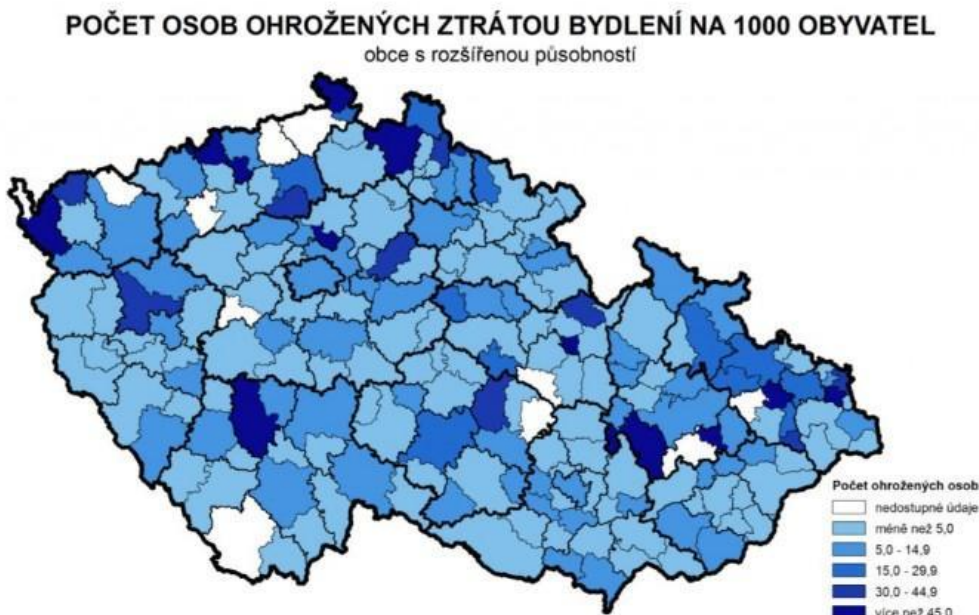 POČET OSOB OHROŽENÝCH ZTRÁTOU BYDLENÍ NA 1000 OBYVATEL
obce s rozšířenou působností
Počet ohrožených osob
nedostupné údaje
méně než 5,0
5,0 - 14,9
15,0 - 29,9
30,0 - 44,9
více než 45,0